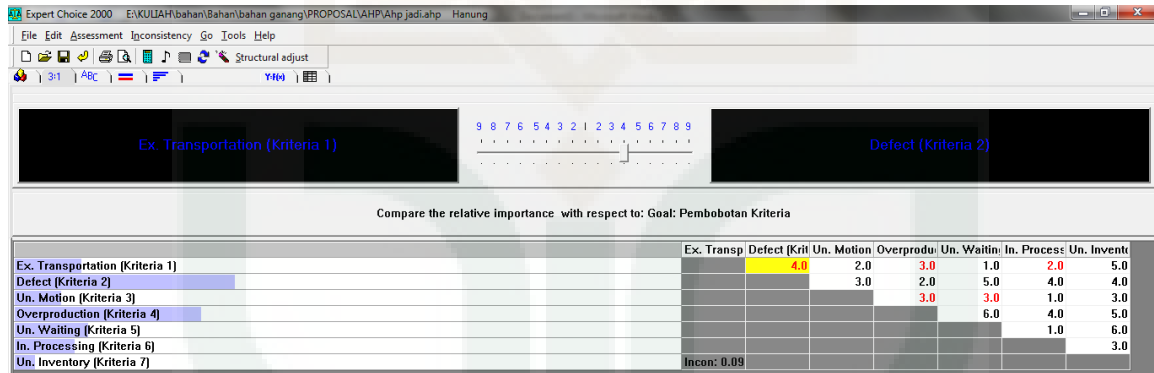 Expert Choice 2000 E:\KULIAH\bahan\Bahan\bahan ganang\PROPOSAL\AHP\Ahp jadi.ahp Hanung
File Edit Assessment Inconsistency Go Tools Help
Structural adjust
3:1 ABC Y-F(x)
9 8 7 6 5 4 3 2 1 2 3 4 5 6 7 8 9
Ex. Transportation (Kriteria 1) Defect (Kriteria 2)
Compare the relative importance with respect to: Goal: Pembobotan Kriteria
Ex. Transp Defect (Krit Un. Motion Overprodu Un. Waitin In. Process Un. Invent
Ex. Transportation (Kriteria 1) 4.0 2.0 3.0 1.0 2.0 5.0
Defect (Kriteria 2) 3.0 2.0 5.0 4.0 4.0
Un. Motion (Kriteria 3) 3.0 3.0 1.0 3.0
Overproduction (Kriteria 4) 6.0 4.0 5.0
Un. Waiting (Kriteria 5) 1.0 6.0
In. Processing (Kriteria 6) 3.0
Un. Inventory (Kriteria 7) Incon: 0.09